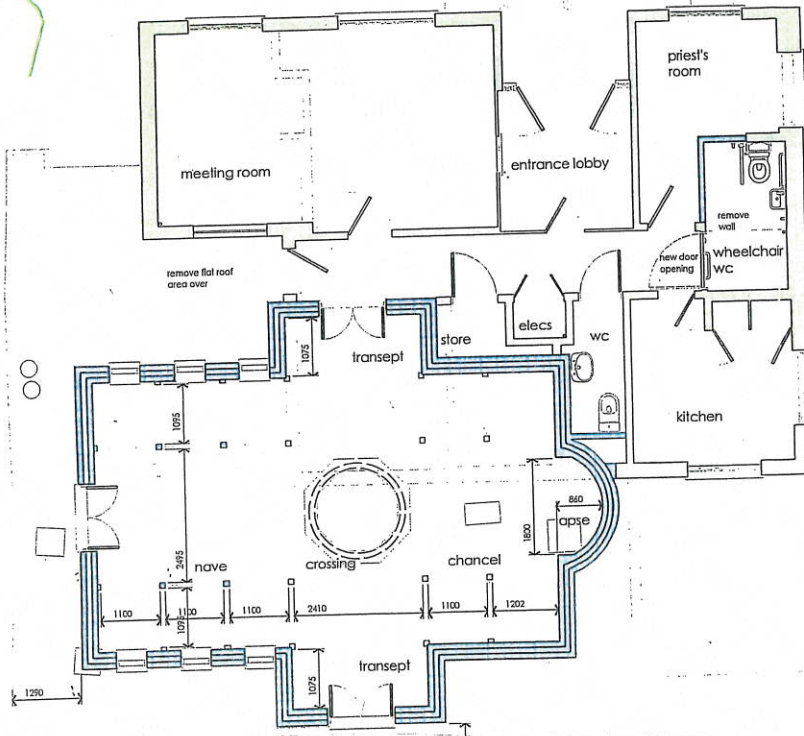 priest's
room
meeting room
entrance lobby
remove
wall
wheelchair
wc
new door
opening
remove flat roof
area over
store
elecs
wc
transept
1075
kitchen
1095
2495
1095
860
1800
apse
nave
crossing
chancel
1100
1100
1100
2410
1100
1202
transept
1075
1290